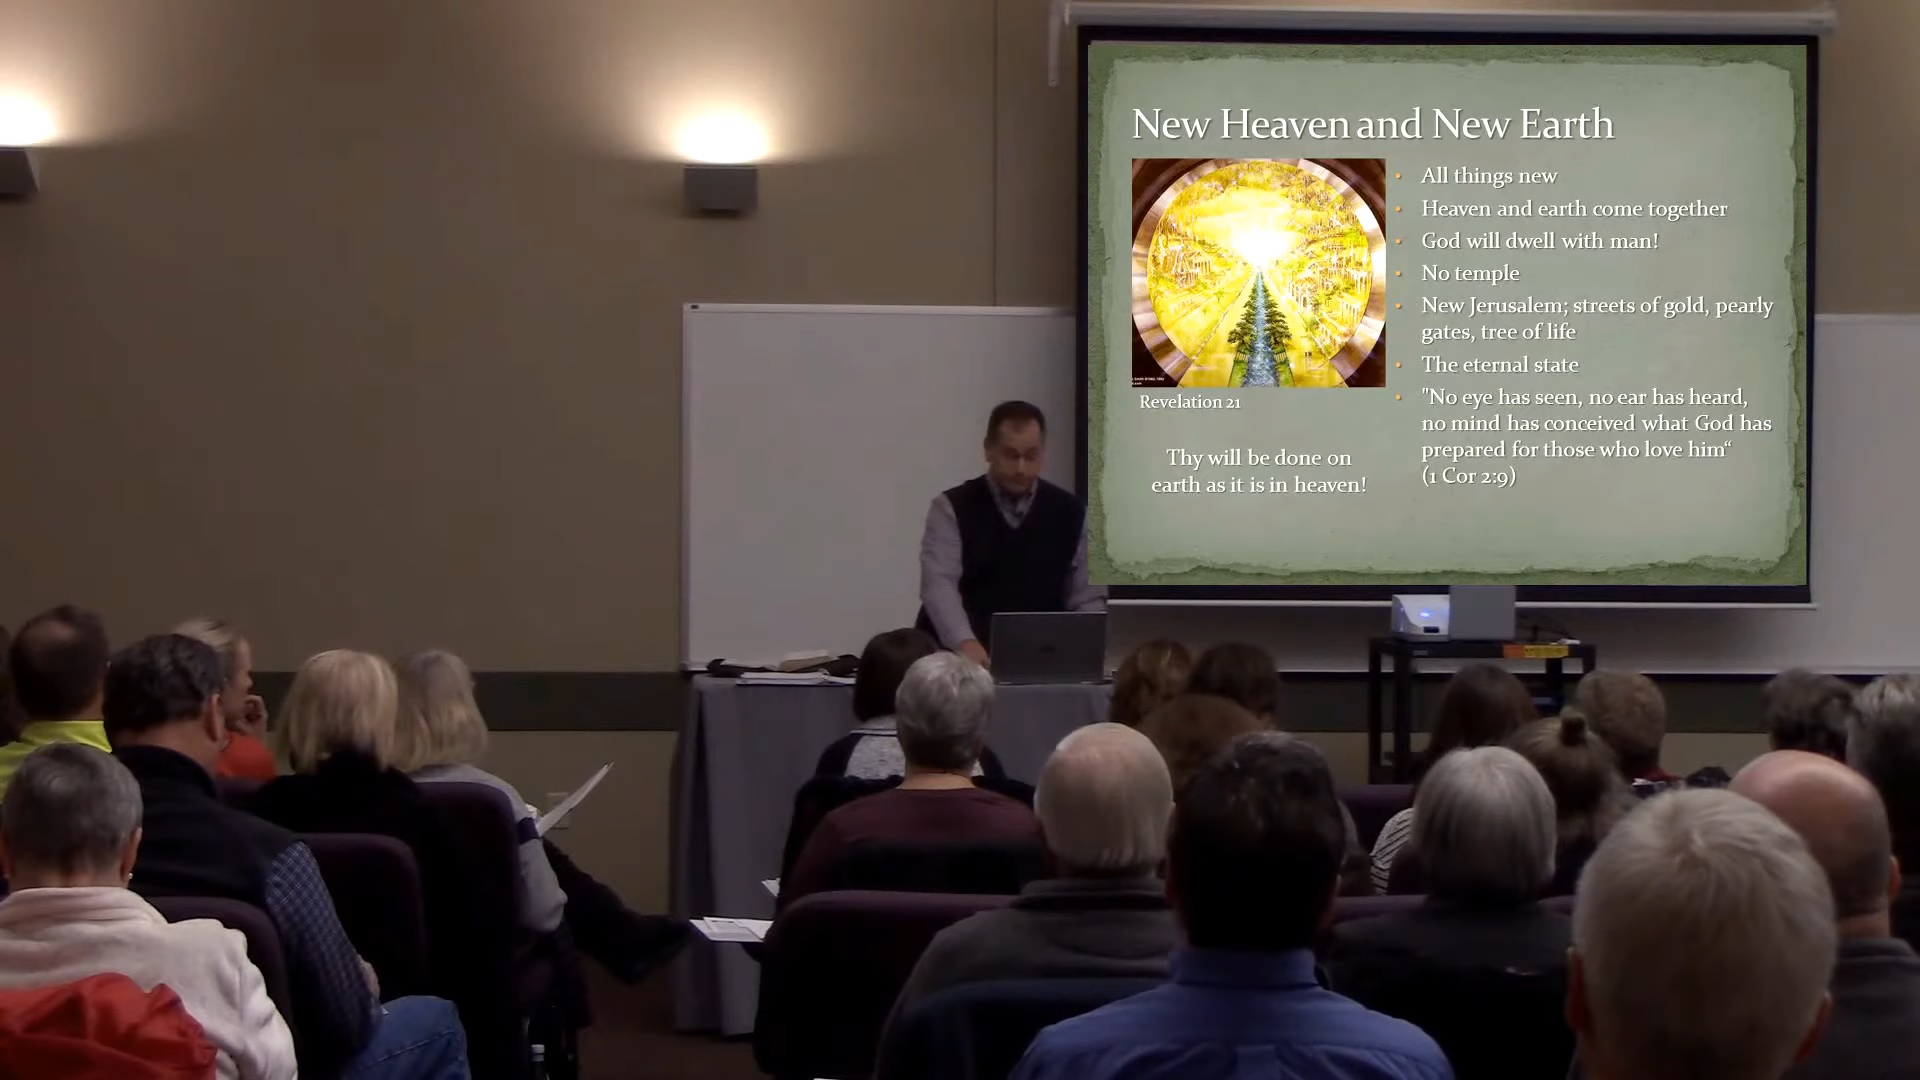 New Heaven and New Earth
All things new
Heaven and earth come together
God will dwell with man!
No temple
New Jerusalem; streets of gold, pearly
gates, tree of life
The eternal state
"No eye has seen, no ear has heard,
no mind has conceived what God has
prepared for those who love him“
(1 Cor 2:9)
Revelation 21
Thy will be done on
earth as it is in heaven!